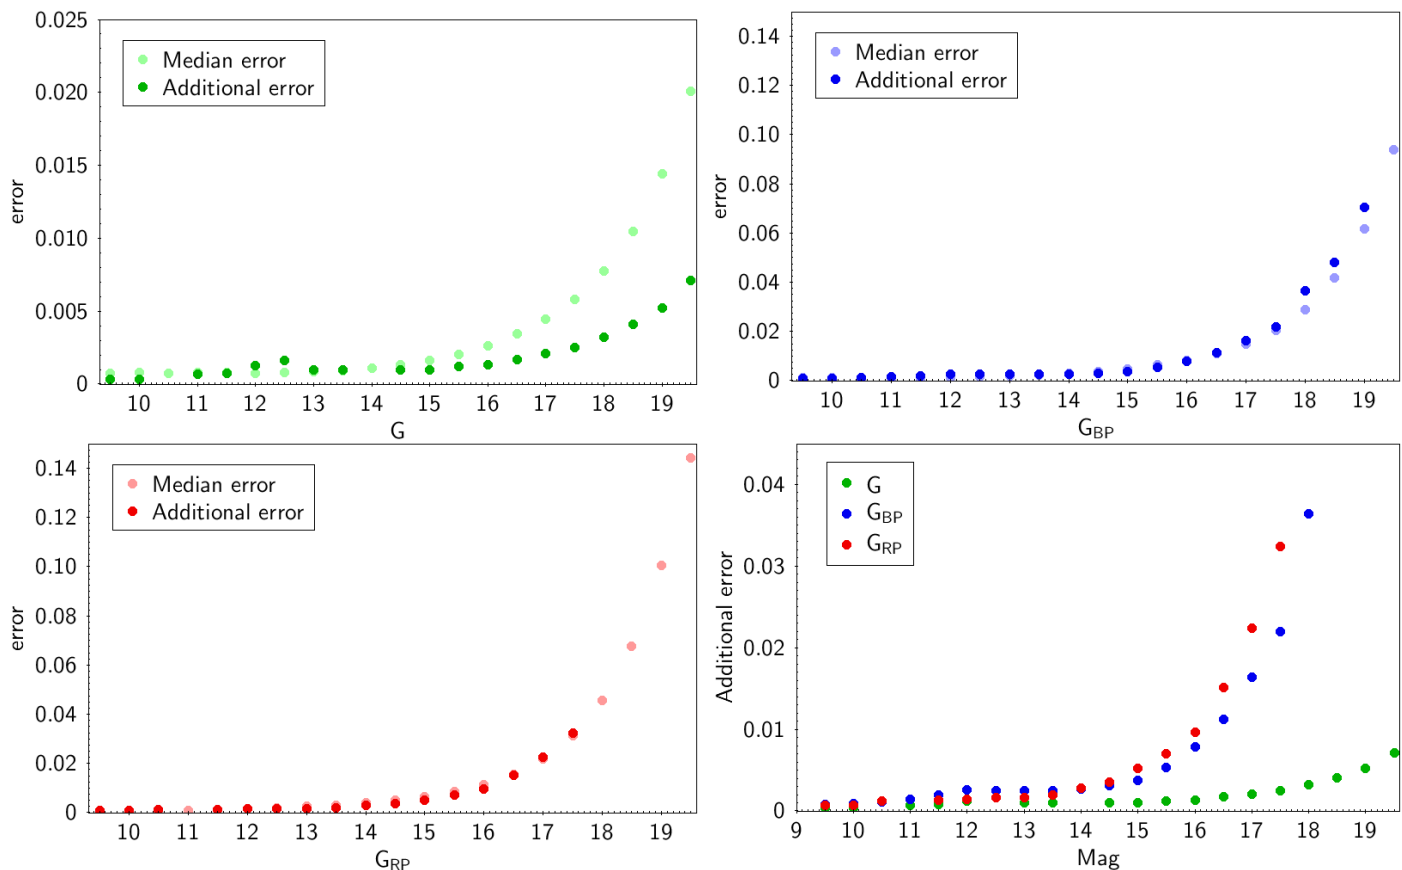 0.025
0.020
0.015
0.010
0.005
0
error
Median error
Additional error
10 11 12 13 14 15 16 17 18 19
G
0.14
0.12
0.10
0.08
0.06
0.04
0.02
0
error
Median error
Additional error
10 11 12 13 14 15 16 17 18 19
G_BP
0.14
0.12
0.10
0.08
0.06
0.04
0.02
0
error
Median error
Additional error
10 11 12 13 14 15 16 17 18 19
G_RP
0.04
0.03
0.02
0.01
0
Additional error
G
G_BP
G_RP
9 10 11 12 13 14 15 16 17 18 19
Mag